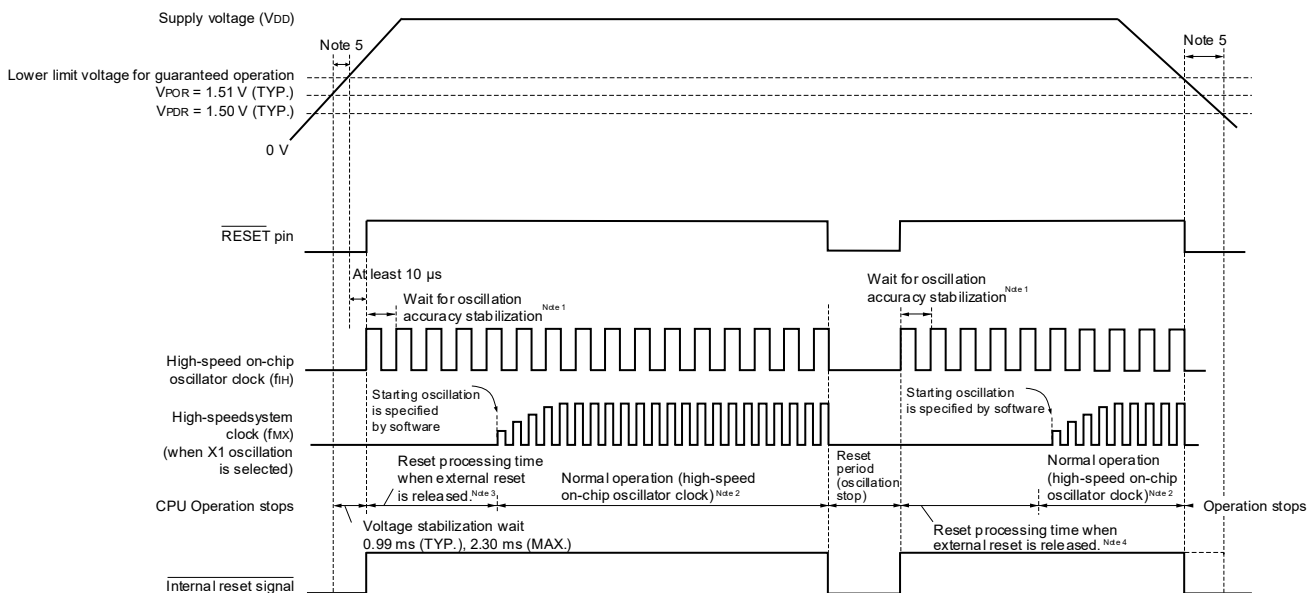 Supply voltage (VDD)
Note 5
Note 5
Lower limit voltage for guaranteed operation
VPOR = 1.51 V (TYP.)
VPDR = 1.50 V (TYP.)
0 V
RESET pin
At least 10 µs
Wait for oscillation
accuracy stabilization Note 1
Wait for oscillation
accuracy stabilization Note 1
High-speed on-chip
oscillator clock (fIH)
Starting oscillation
is specified
by software
Starting oscillation
is specified by software
High-speedsystem
clock (fMX)
(when X1 oscillation
is selected)
Reset processing time
when external reset
is released. Note 3
Normal operation (high-speed
on-chip oscillator clock) Note 2
Reset
period
(oscillation
stop)
Normal operation
(high-speed on-chip
oscillator clock) Note 2
CPU Operation stops
Operation stops
Voltage stabilization wait
0.99 ms (TYP.), 2.30 ms (MAX.)
Reset processing time when
external reset is released. Note 4
Internal reset signal